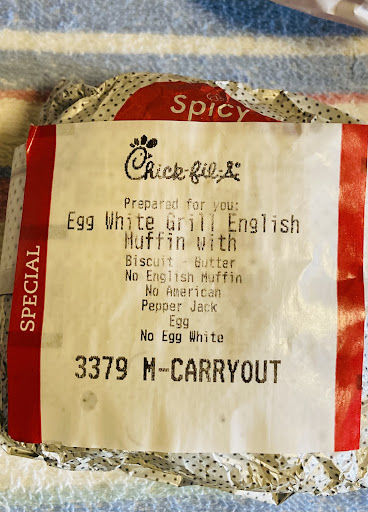 Spicy
Chick-fil-A
Prepared for you:
Egg White Grill English
Muffin with
Biscuit - Butter
No English Muffin
No American
Pepper Jack
Egg
No Egg White
3379 M-CARRYOUT
SPECIAL